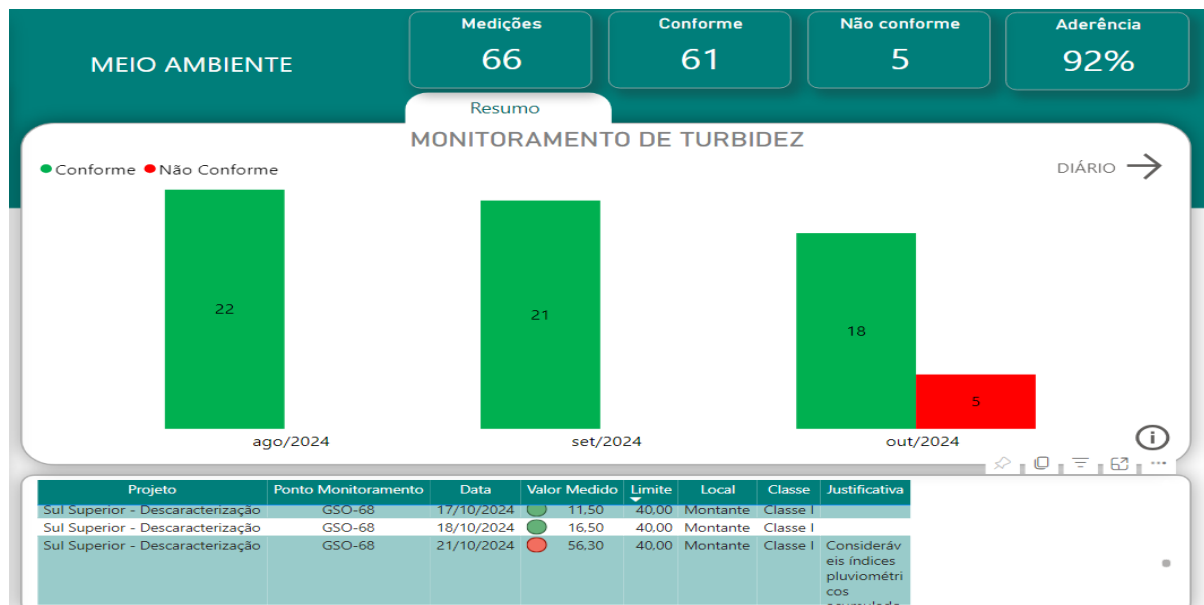 MEIO AMBIENTE
Medições
66
Conforme
61
Não conforme
5
Aderência
92%
Resumo
MONITORAMENTO DE TURBIDEZ
Conforme Não Conforme
DIÁRIO
22
21
18
5
ago/2024 set/2024 out/2024
Projeto Ponto Monitoramento Data Valor Medido Limite Local Classe Justificativa
Sul Superior - Descaracterização GSO-68 17/10/2024 11,50 40,00 Montante Classe I
Sul Superior - Descaracterização GSO-68 18/10/2024 16,50 40,00 Montante Classe I
Sul Superior - Descaracterização GSO-68 21/10/2024 56,30 40,00 Montante Classe I Consideráv
eis índices
pluviométri
cos